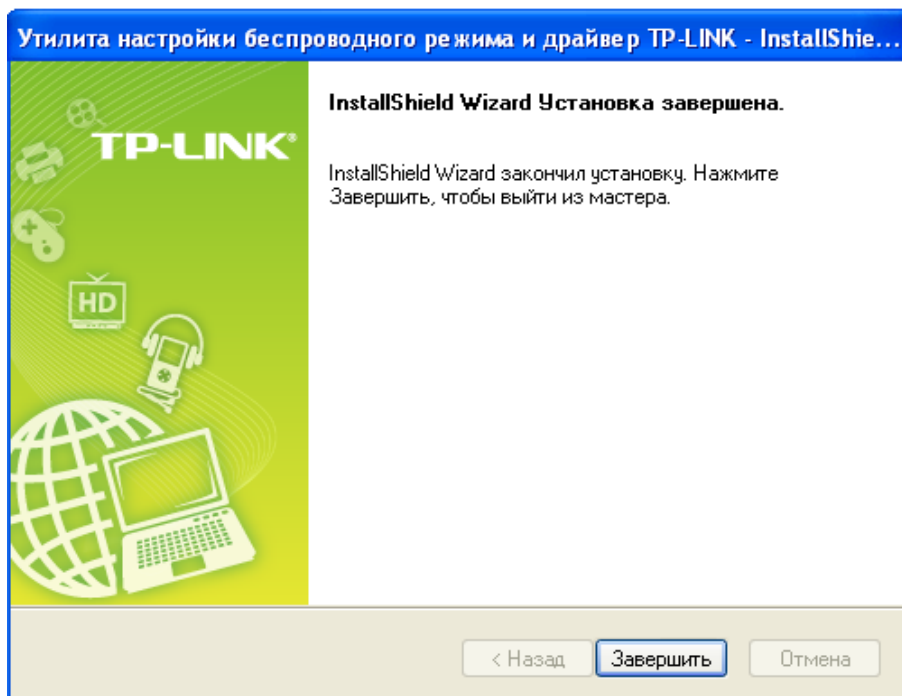 Утилита настройки беспроводного режима и драйвер TP-LINK - InstallShie...
TP-LINK®
InstallShield Wizard Установка завершена.
InstallShield Wizard закончил установку. Нажмите
Завершить, чтобы выйти из мастера.
HD
< Назад
Завершить
Отмена